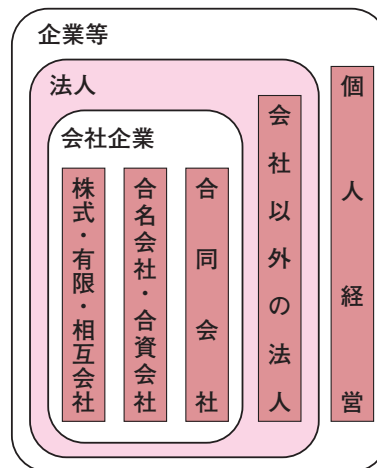 企業等
法人
会社企業
株式・有限・相互会社
合名会社・合資会社
合同会社
会社以外の法人
個人経営